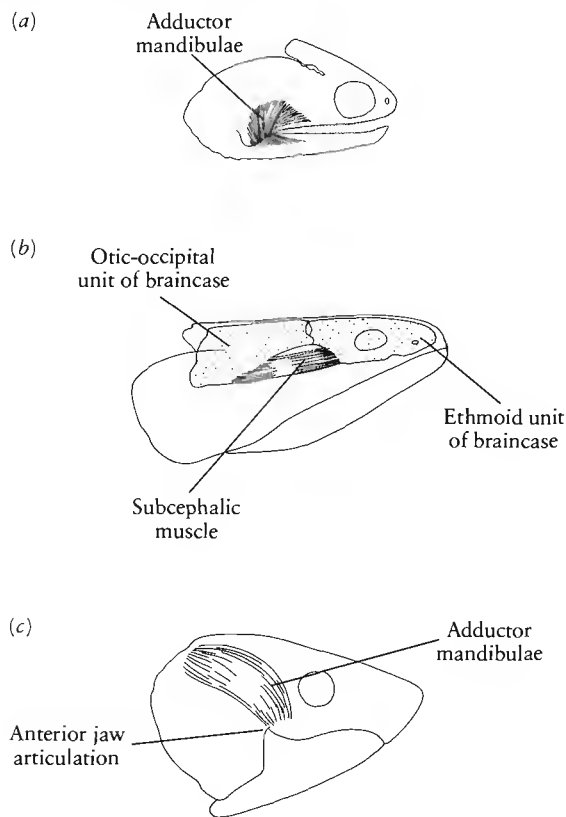 (a)
Adductor
mandibulae
(b)
Otic-occipital
unit of braincase
Ethmoid unit
of braincase
Subcephalic
muscle
(c)
Adductor
mandibulae
Anterior jaw
articulation